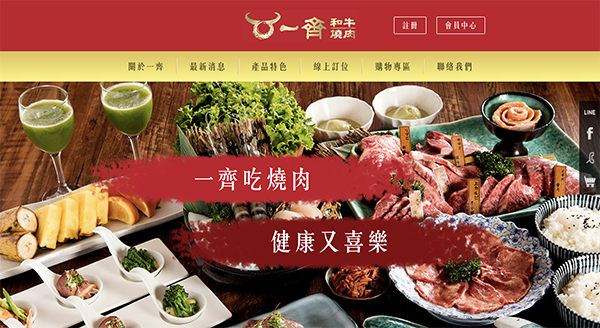 一齊
和牛
燒肉
註冊
會員中心
關於一齊
最新消息
產品特色
線上訂位
購物專區
聯絡我們
LINE
一齊吃燒肉
健康又喜樂